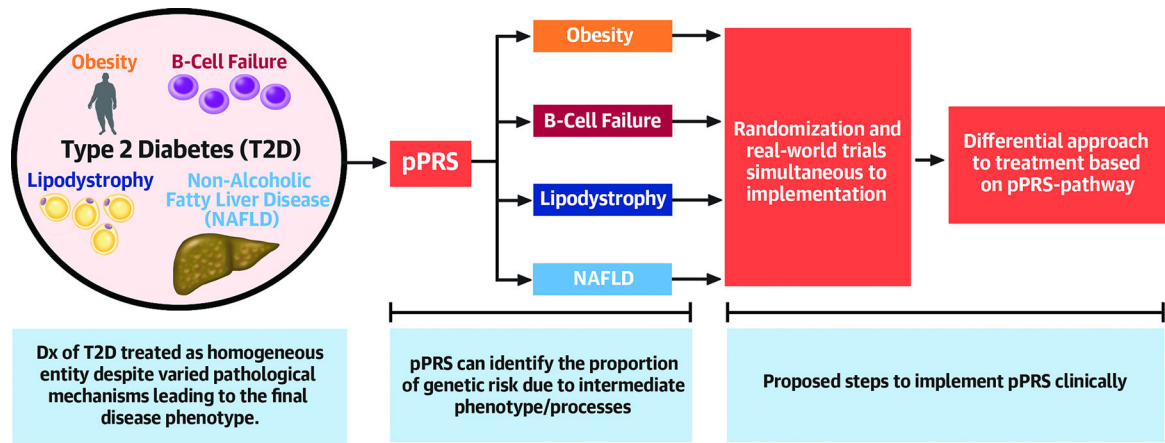 Obesity
B-Cell Failure
Type 2 Diabetes (T2D)
Lipodystrophy
Non-Alcoholic
Fatty Liver Disease
(NAFLD)
pPRS
Obesity
B-Cell Failure
Lipodystrophy
NAFLD
Randomization and
real-world trials
simultaneous to
implementation
Differential approach
to treatment based
on pPRS-pathway
Dx of T2D treated as homogeneous
entity despite varied pathological
mechanisms leading to the final
disease phenotype.
pPRS can identify the proportion
of genetic risk due to intermediate
phenotype/processes
Proposed steps to implement pPRS clinically